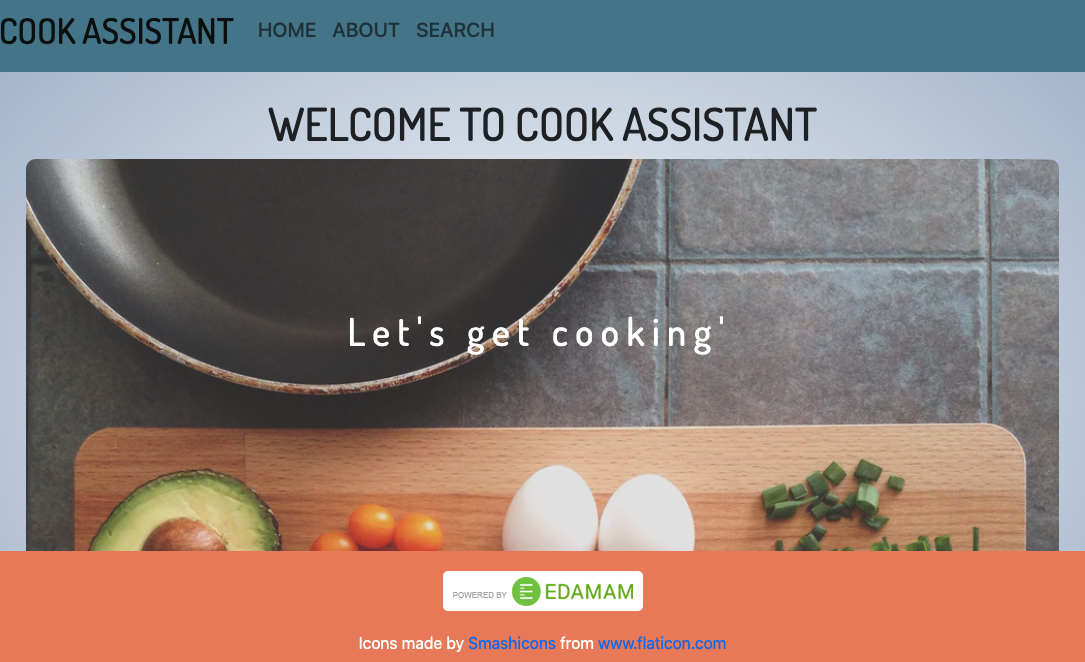 COOK ASSISTANT HOME ABOUT SEARCH
WELCOME TO COOK ASSISTANT
Let's get cooking'
POWERED BY EDAMAM
Icons made by Smashicons from www.flaticon.com